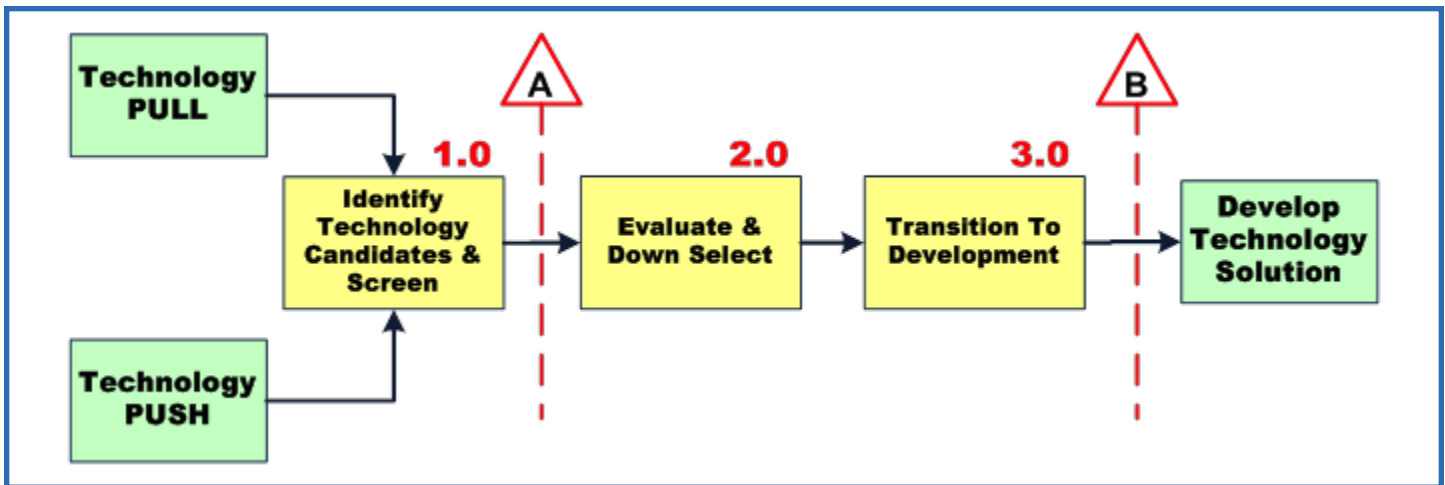 Technology
PULL
A
B
1.0
2.0
3.0
Identify
Technology
Candidates &
Screen
Evaluate &
Down Select
Transition To
Development
Develop
Technology
Solution
Technology
PUSH